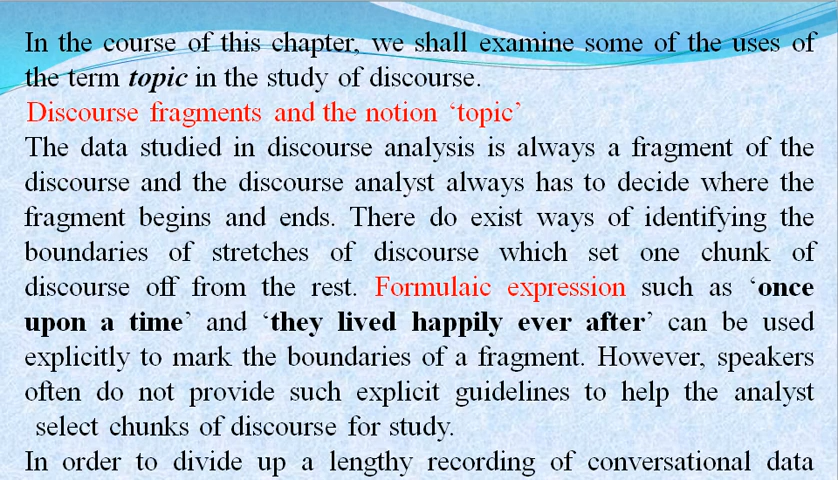 In the course of this chapter, we shall examine some of the uses of
the term topic in the study of discourse.
Discourse fragments and the notion ‘topic’
The data studied in discourse analysis is always a fragment of the
discourse and the discourse analyst always has to decide where the
fragment begins and ends. There do exist ways of identifying the
boundaries of stretches of discourse which set one chunk of
discourse off from the rest. Formulaic expression such as ‘once
upon a time’ and ‘they lived happily ever after’ can be used
explicitly to mark the boundaries of a fragment. However, speakers
often do not provide such explicit guidelines to help the analyst
select chunks of discourse for study.
In order to divide up a lengthy recording of conversational data